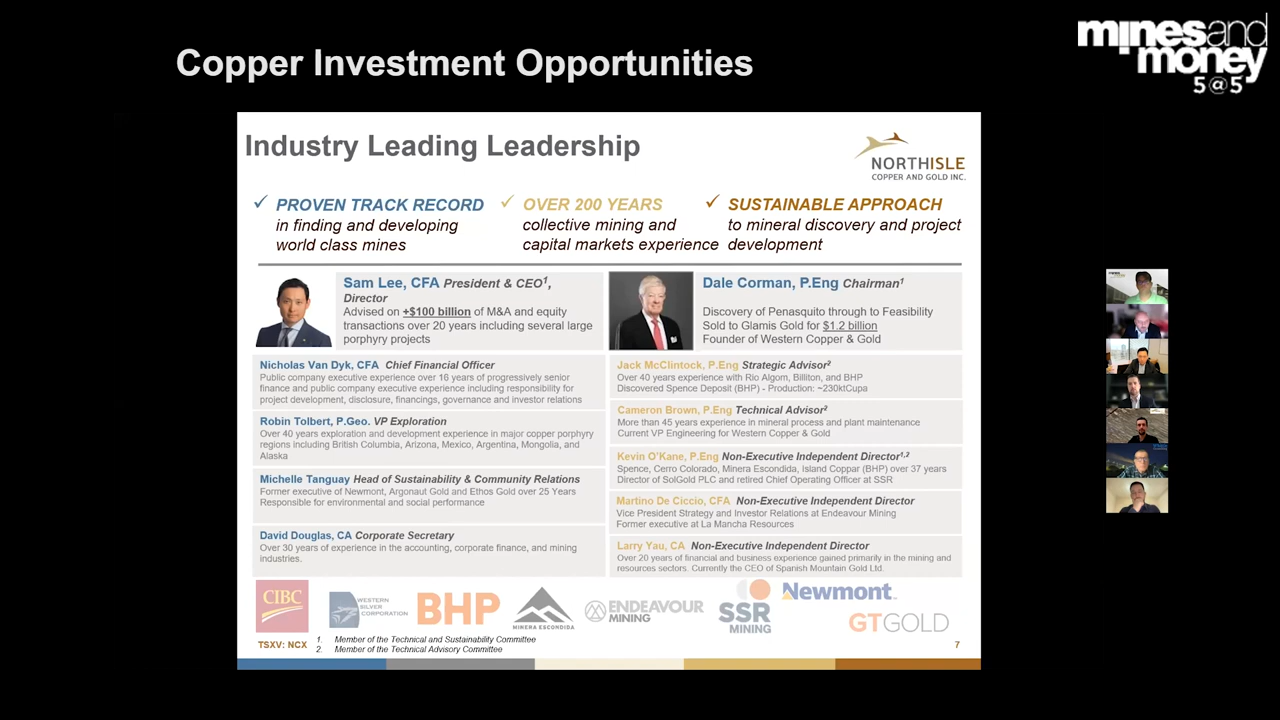 Copper Investment Opportunities
minesand
money
5@5
Industry Leading Leadership
NORTHISLE
COPPER AND GOLD INC.
✓ PROVEN TRACK RECORD
in finding and developing
world class mines
✓ OVER 200 YEARS
collective mining and
capital markets experience
✓ SUSTAINABLE APPROACH
to mineral discovery and project
development
Sam Lee, CFA President & CEO1,
Director
Advised on +$100 billion of M&A and equity
transactions over 20 years including several large
porphyry projects
Dale Corman, P.Eng Chairman1
Discovery of Penasquito through to Feasibility
Sold to Glamis Gold for $1.2 billion
Founder of Western Copper & Gold
Nicholas Van Dyk, CFA Chief Financial Officer
Public company executive experience over 16 years of progressively senior
finance and public company executive experience including responsibility for
project development, disclosure, financings, governance and investor relations
Robin Tolbert, P.Geo. VP Exploration
Over 40 years exploration and development experience in major copper porphyry
regions including British Columbia, Arizona, Mexico, Argentina, Mongolia, and
Alaska
Michelle Tanguay Head of Sustainability & Community Relations
Former executive of Newmont, Argonaut Gold and Ethos Gold over 25 Years
Responsible for environmental and social performance
David Douglas, CA Corporate Secretary
Over 30 years of experience in the accounting, corporate finance, and mining
industries.
Jack McClintock, P.Eng Strategic Advisor2
Over 40 years experience with Rio Algom, Billiton, and BHP
Discovered Spence Deposit (BHP) - Production: ~230ktCupa
Cameron Brown, P.Eng Technical Advisor2
More than 45 years experience in mineral process and plant maintenance
Current VP Engineering for Western Copper & Gold
Kevin O'Kane, P.Eng Non-Executive Independent Director1,2
Spence, Cerro Colorado, Minera Escondida, Island Coppar (BHP) over 37 years
Director of SolGold PLC and retired Chief Operating Officer at SSR
Martino De Ciccio, CFA Non-Executive Independent Director
Vice President Strategy and Investor Relations at Endeavour Mining
Former executive at La Mancha Resources
Larry Yau, CA Non-Executive Independent Director
Over 20 years of financial and business experience gained primarily in the mining and
resources sectors. Currently the CEO of Spanish Mountain Gold Ltd.
CIBC
WESTERN
SILVER
CORPORATION
BHP
MINERA ESCONDIDA
ENDEAVOUR
MINING
SSR
MINING
Newmont
GTGOLD
TSXV: NCX
1. Member of the Technical and Sustainability Committee
2. Member of the Technical Advisory Committee
7